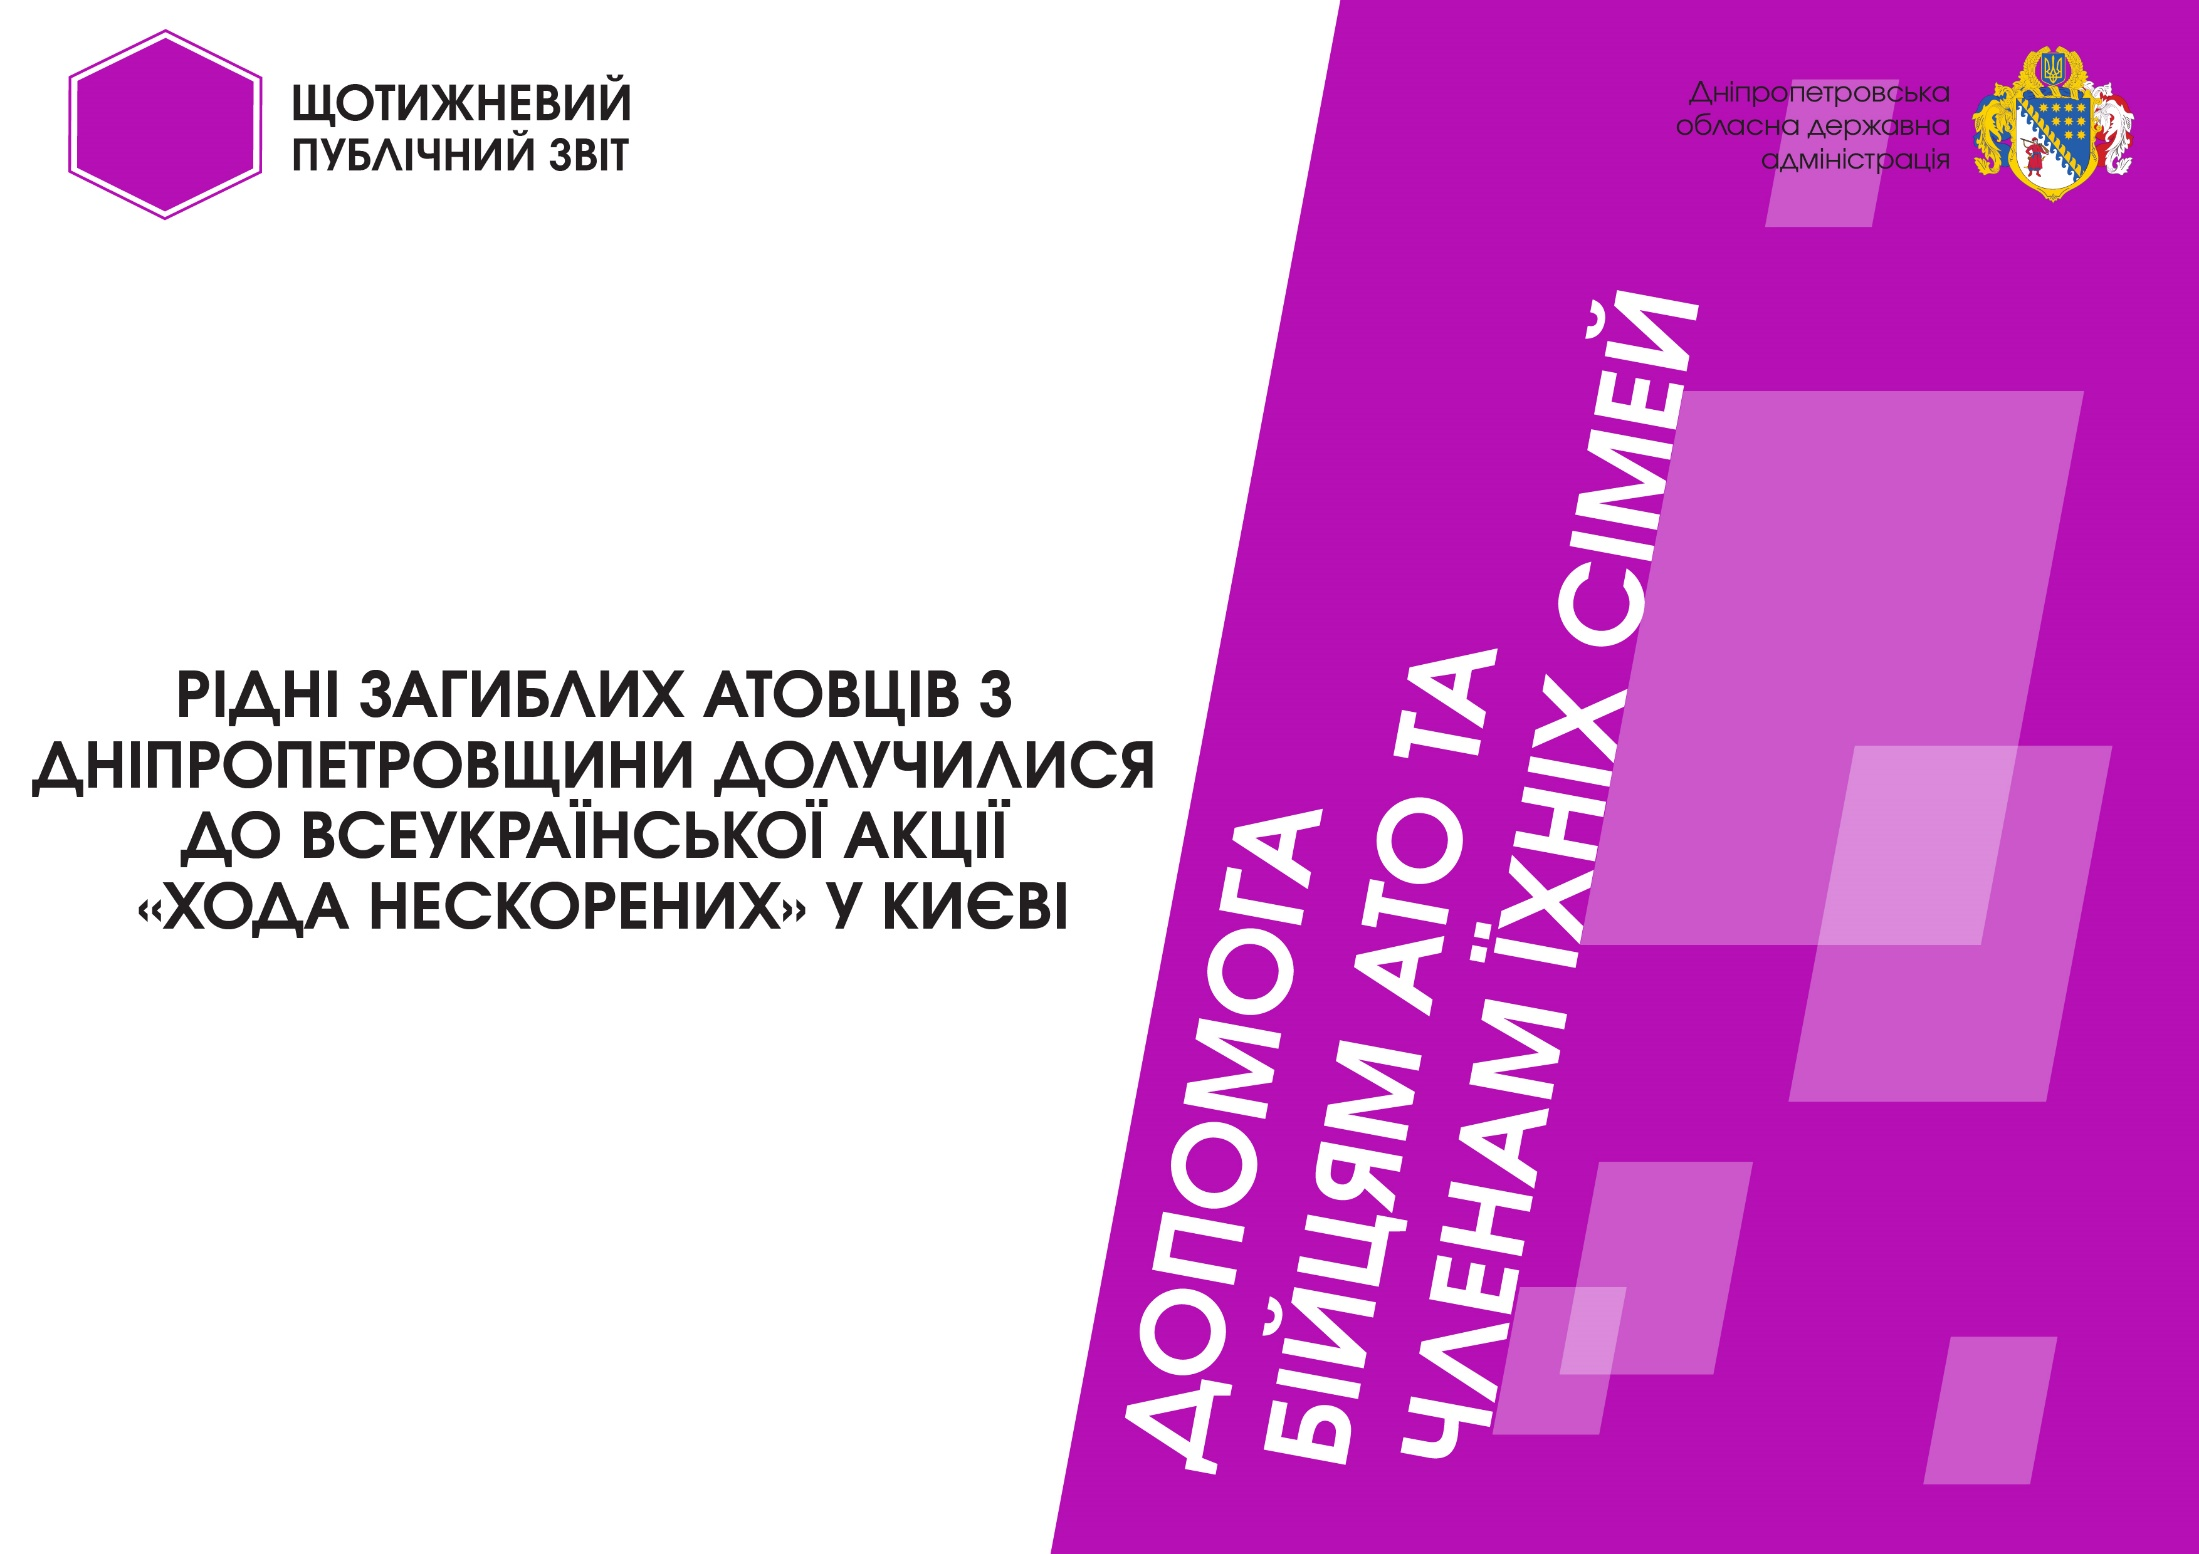 ЩОТИЖНЕВИЙ
ПУБЛІЧНИЙ ЗВІТ
Дніпропетровська
обласна державна
адміністрація
РІДНІ ЗАГИБЛИХ АТОВЦІВ З
ДНІПРОПЕТРОВЩИНИ ДОЛУЧИЛИСЯ
ДО ВСЕУКРАЇНСЬКОЇ АКЦІЇ
«ХОДА НЕСКОРЕНИХ» У КИЄВІ
ДОПОМОГА
БІЙЦЯМ АТО ТА
ЧЛЕНАМ ЇХНІХ СІМЕЙ